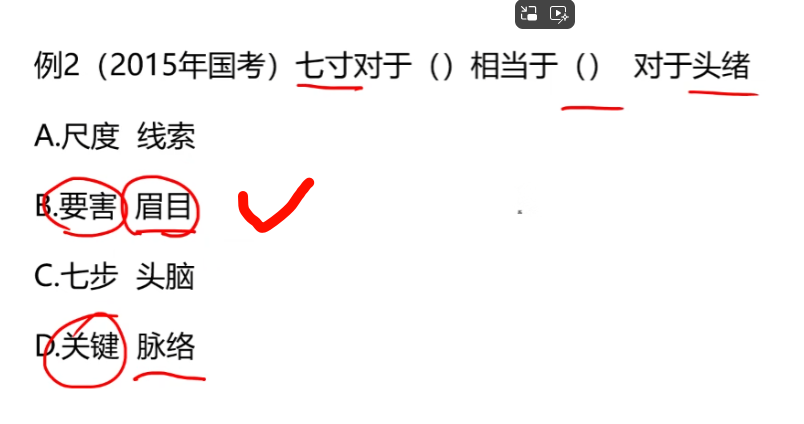 例2（2015年国考）七寸对于（）相当于（） 对于头绪
A.尺度 线索
B.要害 眉目
C.七步 头脑
D.关键 脉络